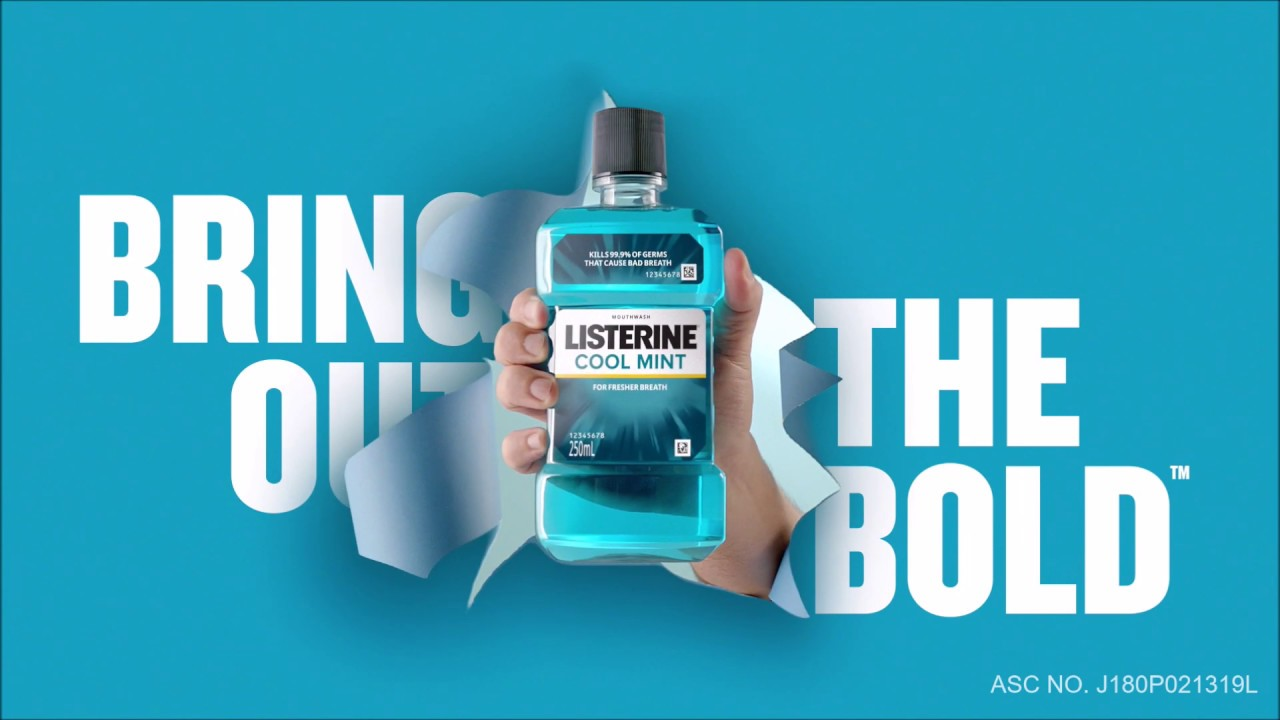 BRING
OUT
THE
BOLD™
KILLS 99.9% OF GERMS
THAT CAUSE BAD BREATH
12345678
MOUTHWASH
LISTERINE
COOL MINT
FOR FRESHER BREATH
12345678
250mL
ASC NO. J180P021319L